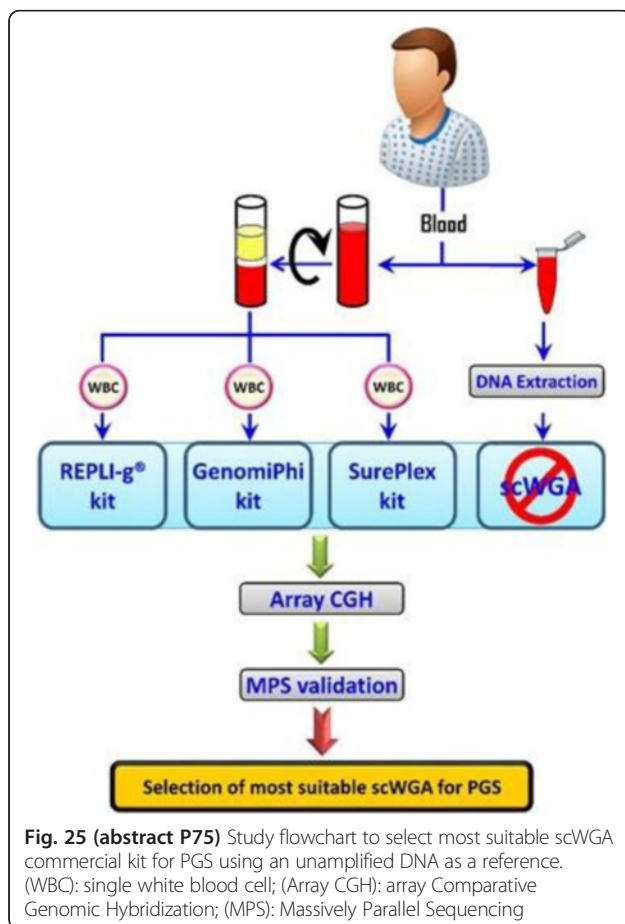 Blood
WBC WBC WBC
DNA Extraction
REPLI-g® kit
GenomiPhi kit
SurePlex kit
scWGA
Array CGH
MPS validation
Selection of most suitable scWGA for PGS
Fig. 25 (abstract P75) Study flowchart to select most suitable scWGA
commercial kit for PGS using an unamplified DNA as a reference.
(WBC): single white blood cell; (Array CGH): array Comparative
Genomic Hybridization; (MPS): Massively Parallel Sequencing